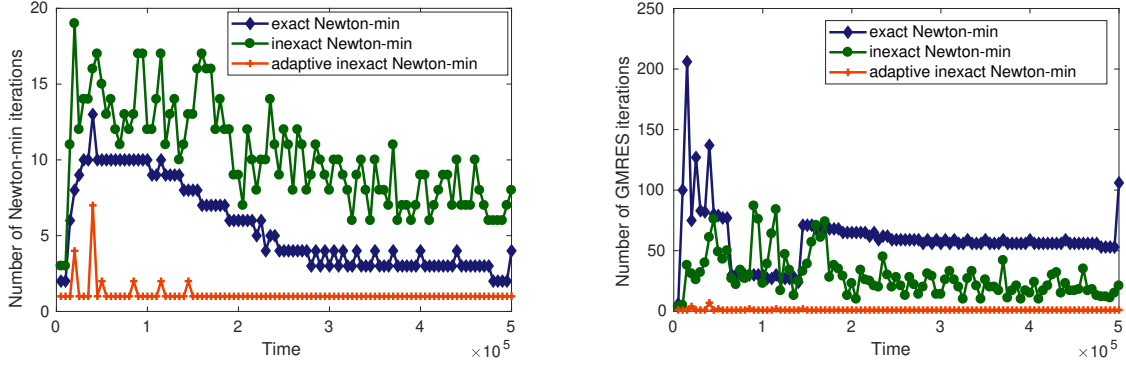 Number of Newton-min iterations
20
15
10
5
0
exact Newton-min
inexact Newton-min
adaptive inexact Newton-min
0 1 2 3 4 5
Time
×10^5
Number of GMRES iterations
250
200
150
100
50
0
exact Newton-min
inexact Newton-min
adaptive inexact Newton-min
0 1 2 3 4 5
Time
×10^5